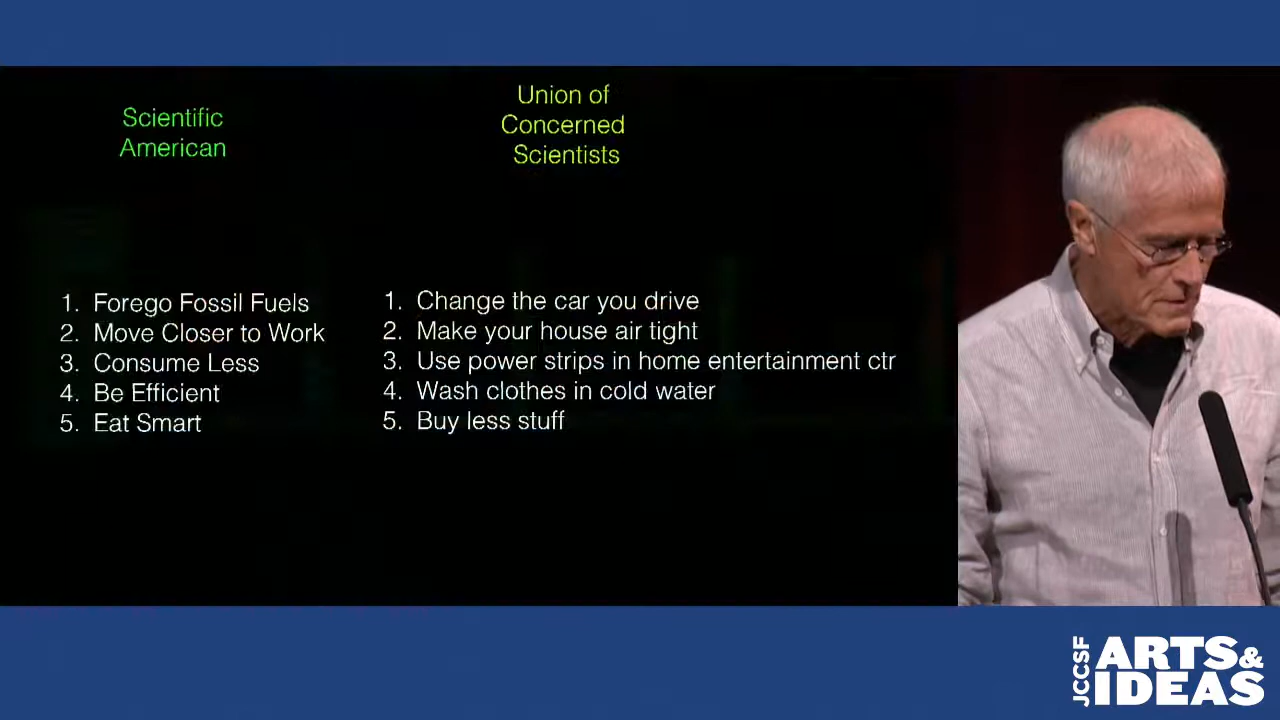 Scientific
American
1. Forego Fossil Fuels
2. Move Closer to Work
3. Consume Less
4. Be Efficient
5. Eat Smart
Union of
Concerned
Scientists
1. Change the car you drive
2. Make your house air tight
3. Use power strips in home entertainment ctr
4. Wash clothes in cold water
5. Buy less stuff
JCCSF
ARTS&
IDEAS